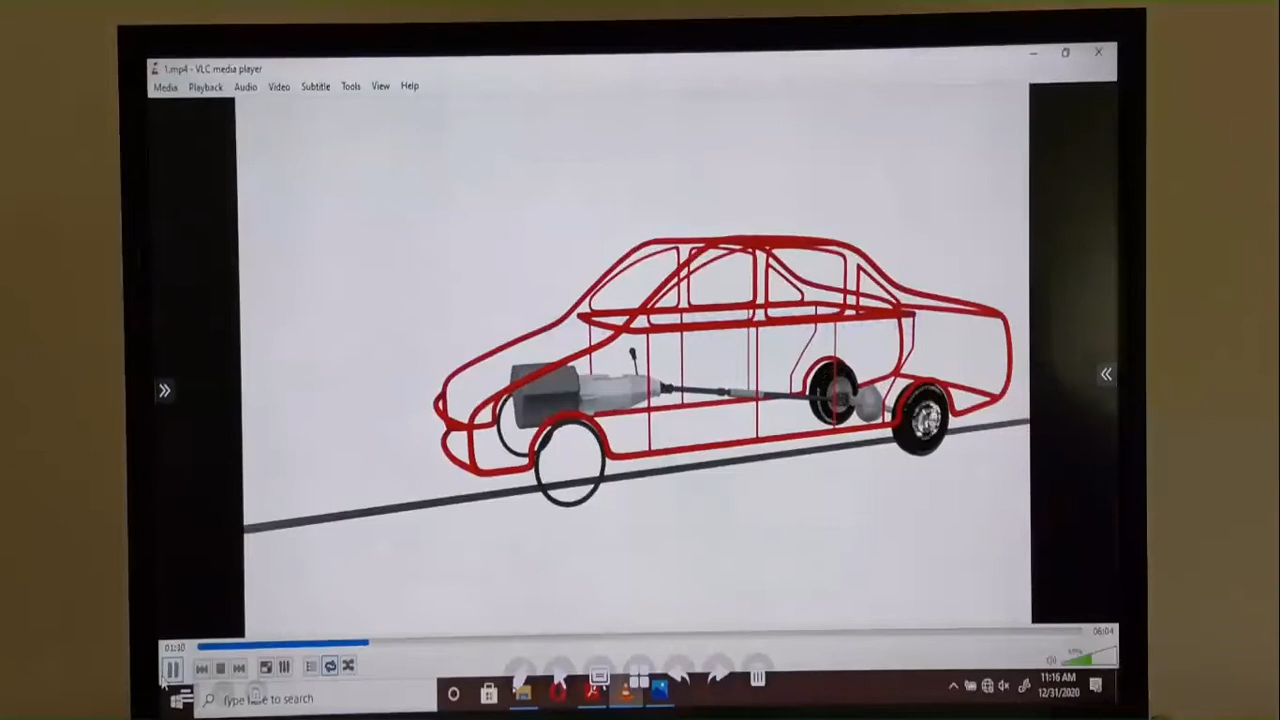 1.mp4 - VLC media player
Media Playback Audio Video Subtitle Tools View Help
01:10
06:04
69%
Type here to search
11:16 AM
12/31/2020